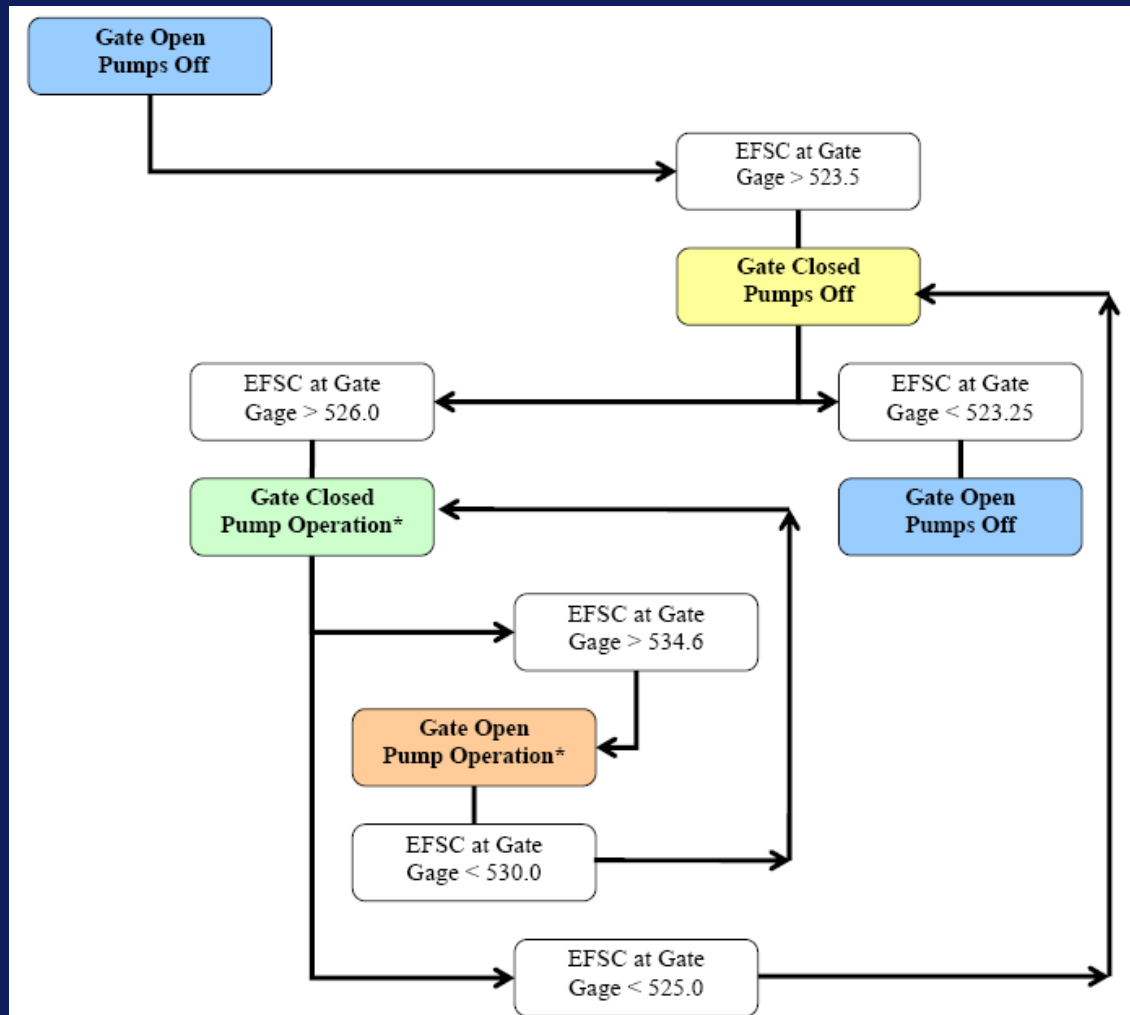 Gate Open
Pumps Off
EFSC at Gate
Gage > 523.5
Gate Closed
Pumps Off
EFSC at Gate
Gage > 526.0
EFSC at Gate
Gage < 523.25
Gate Closed
Pump Operation*
Gate Open
Pumps Off
EFSC at Gate
Gage > 534.6
Gate Open
Pump Operation*
EFSC at Gate
Gage < 530.0
EFSC at Gate
Gage < 525.0